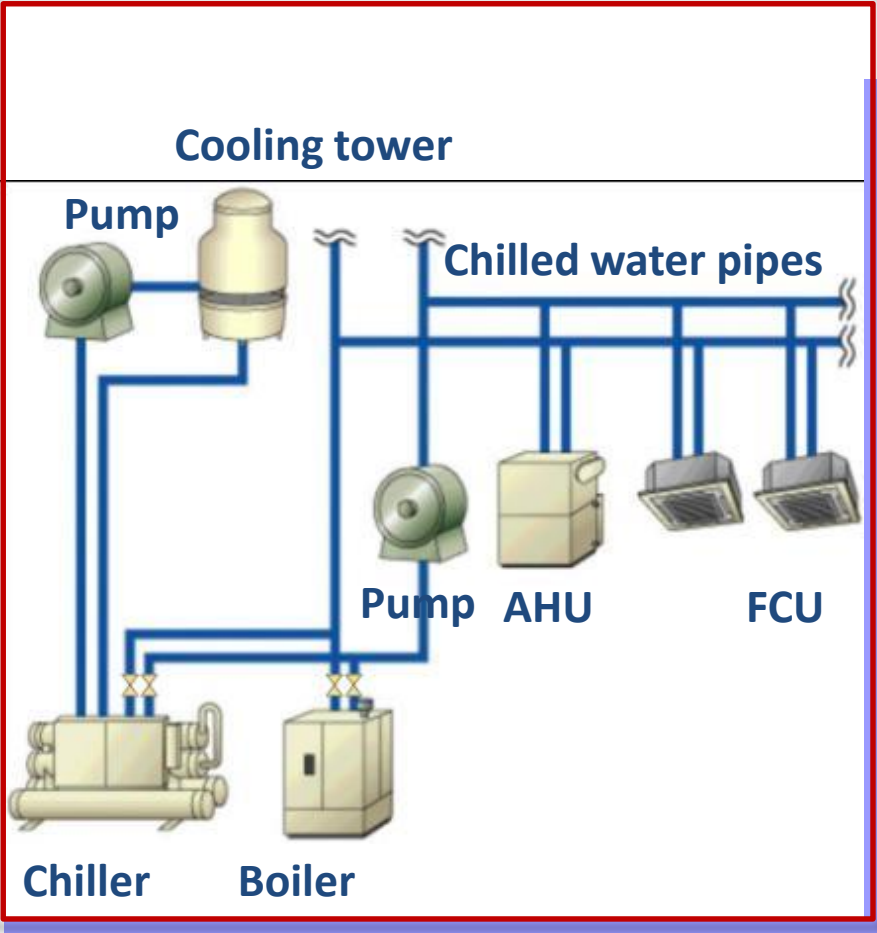 Cooling tower
Pump
Chilled water pipes
Pump
AHU
FCU
Chiller
Boiler